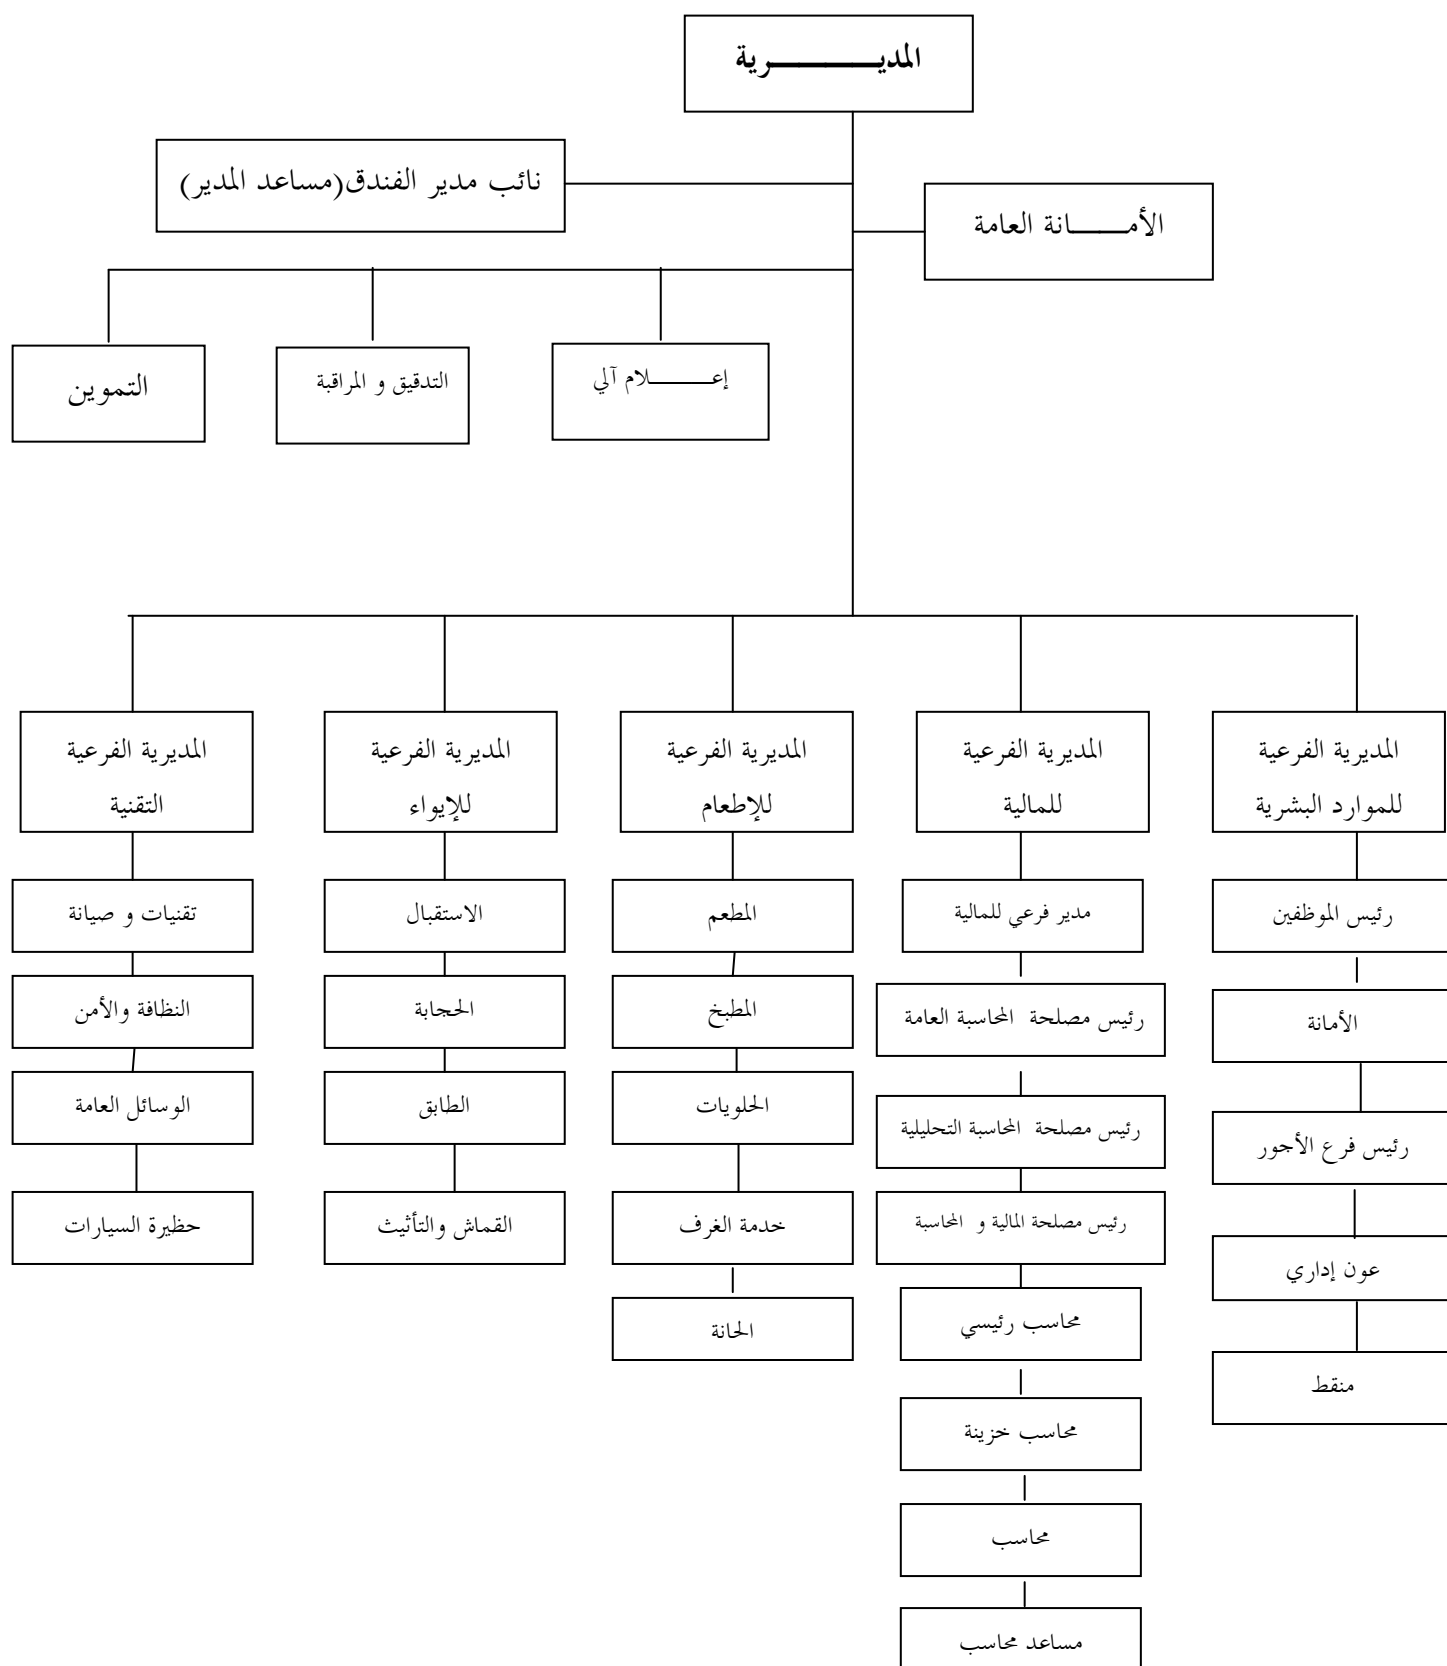 المديـــــــــــرية
نائب مدير الفندق(مساعد المدير)
الأمـــــــانة العامة
إعـــــــــلام آلي
التدقيق و المراقبة
التموين
المديرية الفرعية
للموارد البشرية
المديرية الفرعية
للمالية
المديرية الفرعية
للإطعام
المديرية الفرعية
للإيواء
المديرية الفرعية
التقنية
رئيس الموظفين
الأمانة
رئيس فرع الأجور
عون إداري
منقط
مدير فرعي للمالية
رئيس مصلحة المحاسبة العامة
رئيس مصلحة المحاسبة التحليلية
رئيس مصلحة المالية و المحاسبة
محاسب رئيسي
محاسب خزينة
محاسب
مساعد محاسب
المطعم
المطبخ
الحلويات
خدمة الغرف
الحانة
الاستقبال
الحجابة
الطابق
القماش والتأثيث
تقنيات و صيانة
النظافة والأمن
الوسائل العامة
حظيرة السيارات